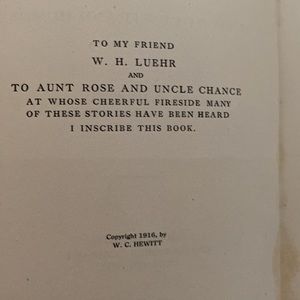 TO MY FRIEND
W. H. LUEHR
AND
TO AUNT ROSE AND UNCLE CHANCE
AT WHOSE CHEERFUL FIRESIDE MANY
OF THESE STORIES HAVE BEEN HEARD
I INSCRIBE THIS BOOK.
Copyright 1916, by
W. C. HEWITT